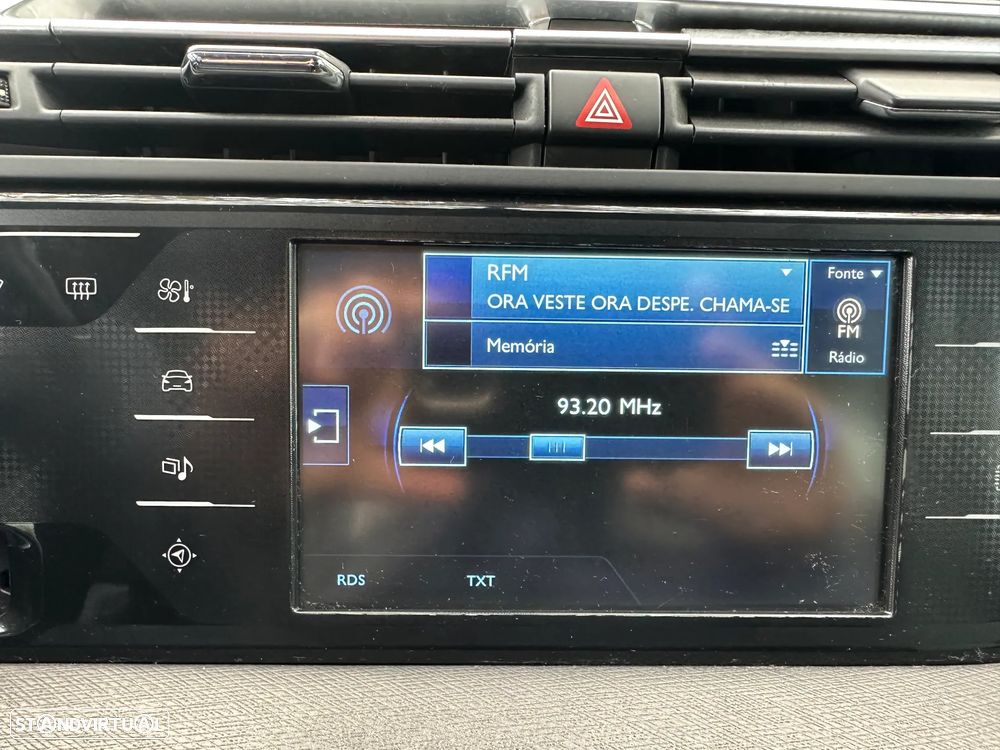 RFM
ORA VESTE ORA DESPE. CHAMA-SE
Memória
Fonte
FM
Rádio
93.20 MHz
RDS
TXT
STANDVIRTUAL